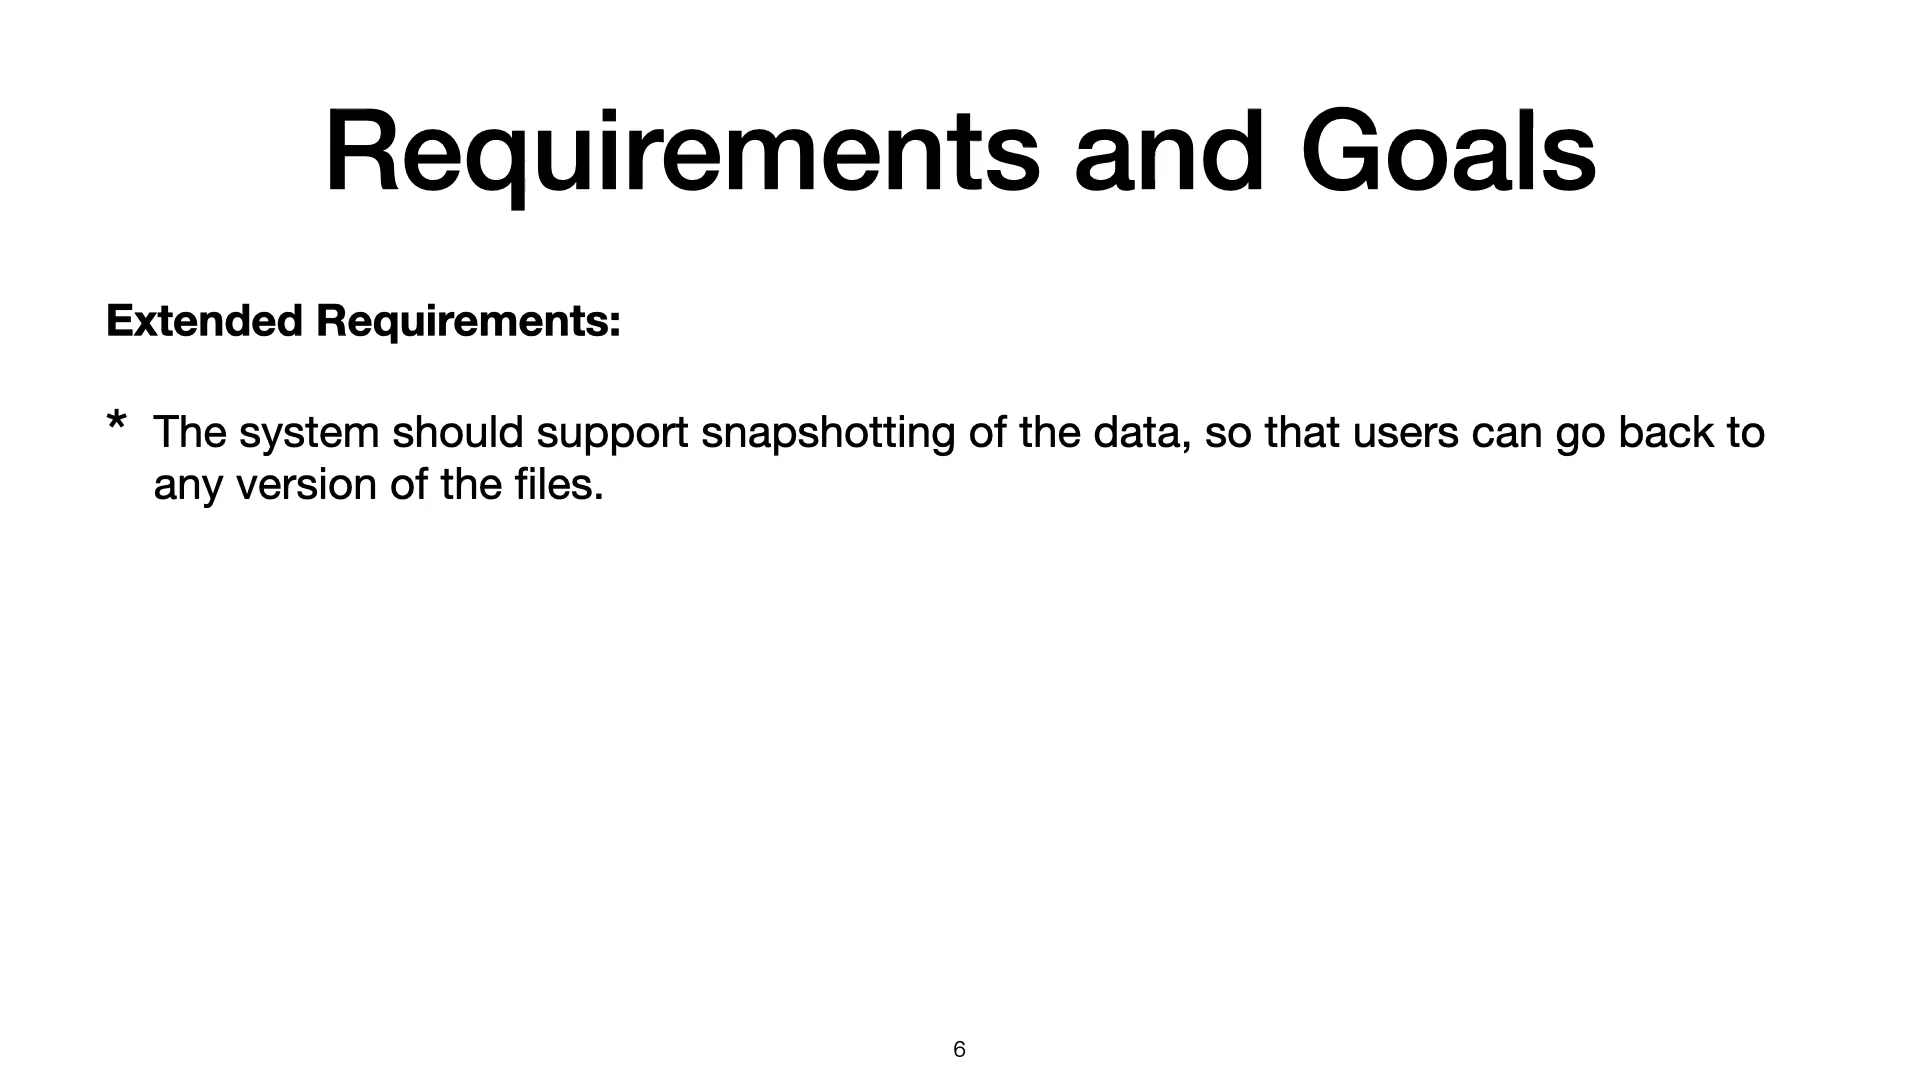 Requirements and Goals
Extended Requirements:
* The system should support snapshotting of the data, so that users can go back to
any version of the files.
6